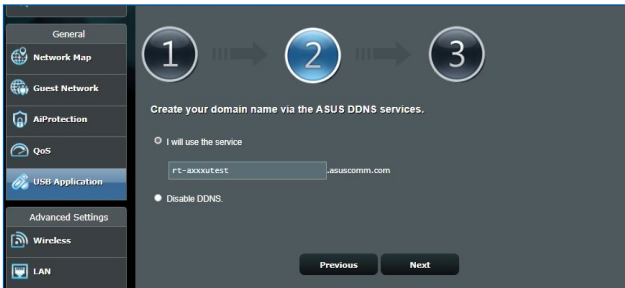 General
Network Map
Guest Network
AiProtection
QoS
USB Application
Advanced Settings
Wireless
LAN
1
2
3
Create your domain name via the ASUS DDNS services.
I will use the service
rt-axxxutest .asuscomm.com
Disable DDNS.
Previous Next